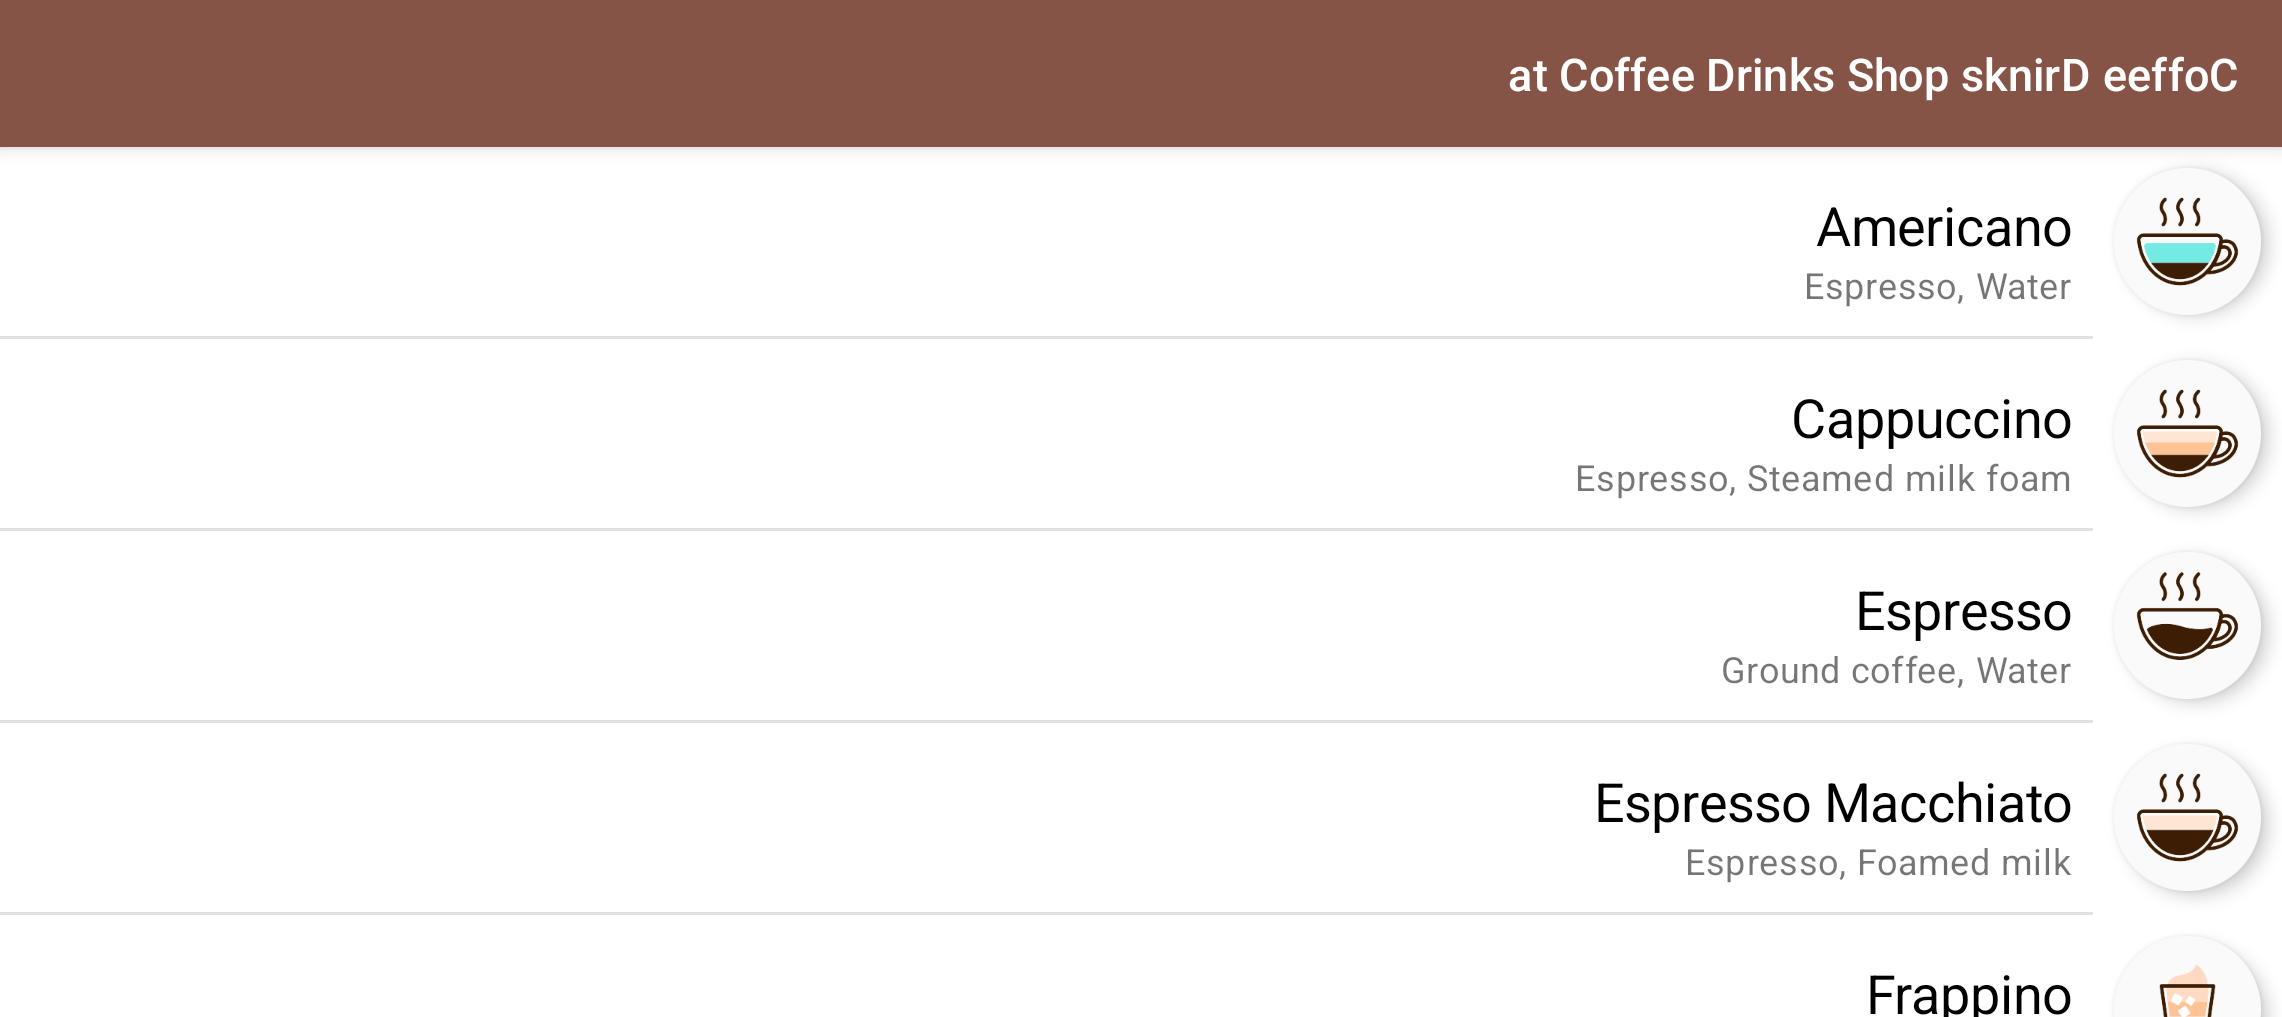 at Coffee Drinks Shop sknirD eeffoC
Americano
Espresso, Water
Cappuccino
Espresso, Steamed milk foam
Espresso
Ground coffee, Water
Espresso Macchiato
Espresso, Foamed milk
Frappino